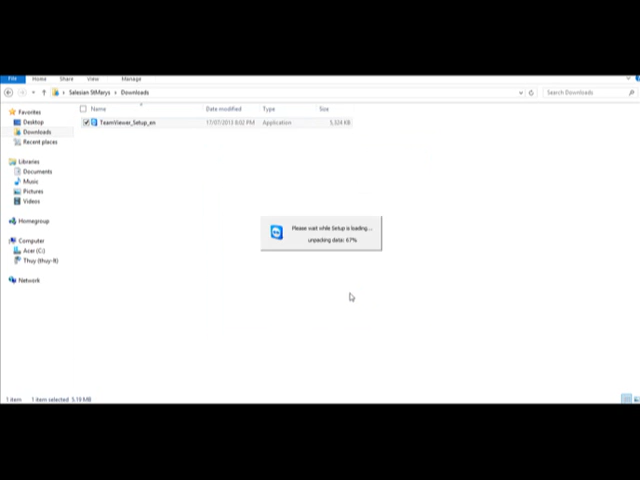 File Home Share View Manage
Salesian StMarys Downloads Search Downloads
Name Date modified Type Size
TeamViewer_Setup_en 17/07/2013 6:02 PM Application 5,324 KB
Favorites
Desktop
Downloads
Recent places
Libraries
Documents
Music
Pictures
Videos
Homegroup
Computer
Acer (C:)
Thuy (thuy-lt)
Network
Please wait while Setup is loading...
unpacking data: 67%
1 item 1 item selected 5.19 MB